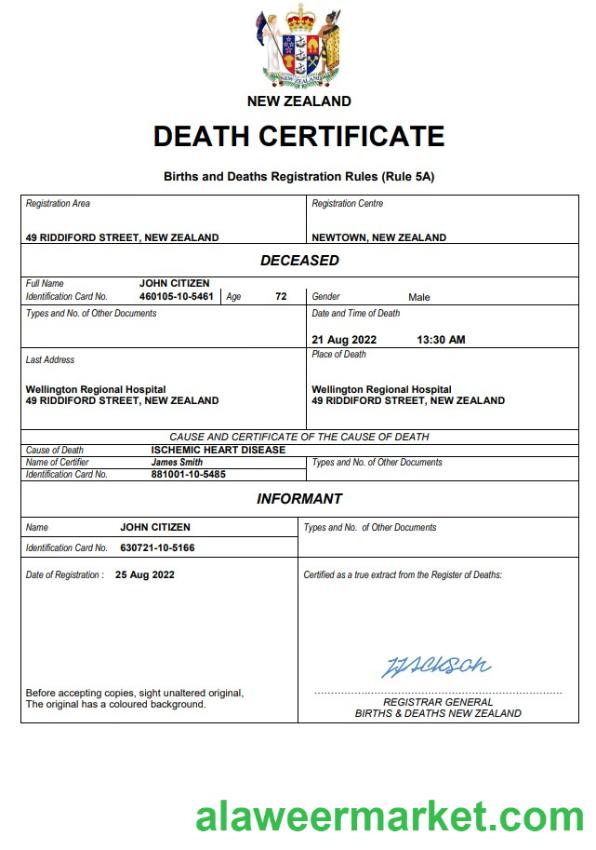 NEW ZEALAND
DEATH CERTIFICATE
Births and Deaths Registration Rules (Rule 5A)
Registration Area
Registration Centre
49 RIDDIFORD STREET, NEW ZEALAND
NEWTOWN, NEW ZEALAND
DECEASED
Full Name JOHN CITIZEN
Identification Card No. 460105-10-5461 Age 72 Gender Male
Types and No. of Other Documents
Date and Time of Death
21 Aug 2022 13:30 AM
Last Address
Place of Death
Wellington Regional Hospital
49 RIDDIFORD STREET, NEW ZEALAND
Wellington Regional Hospital
49 RIDDIFORD STREET, NEW ZEALAND
CAUSE AND CERTIFICATE OF THE CAUSE OF DEATH
Cause of Death ISCHEMIC HEART DISEASE
Name of Certifier James Smith Types and No. of Other Documents
Identification Card No. 881001-10-5485
INFORMANT
Name JOHN CITIZEN Types and No. of Other Documents
Identification Card No. 630721-10-5166
Date of Registration : 25 Aug 2022
Certified as a true extract from the Register of Deaths:
Before accepting copies, sight unaltered original,
The original has a coloured background.
REGISTRAR GENERAL
BIRTHS & DEATHS NEW ZEALAND
alaweermarket.com